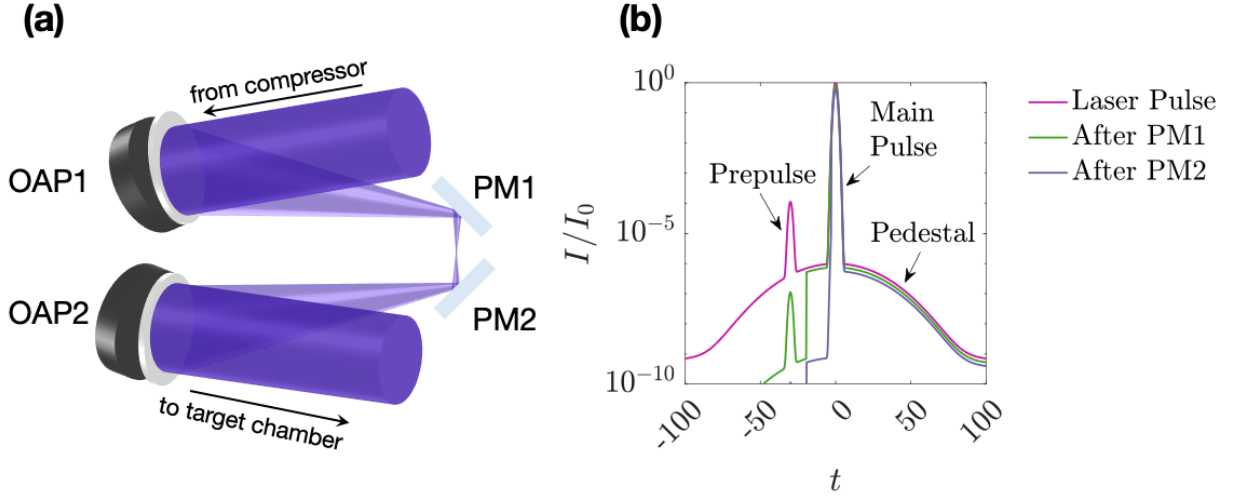 (a)
from compressor
OAP1
PM1
OAP2
PM2
to target chamber
(b)
10^0
10^-5
10^-10
I/I_0
-100
-50
0
50
100
t
Prepulse
Main
Pulse
Pedestal
Laser Pulse
After PM1
After PM2